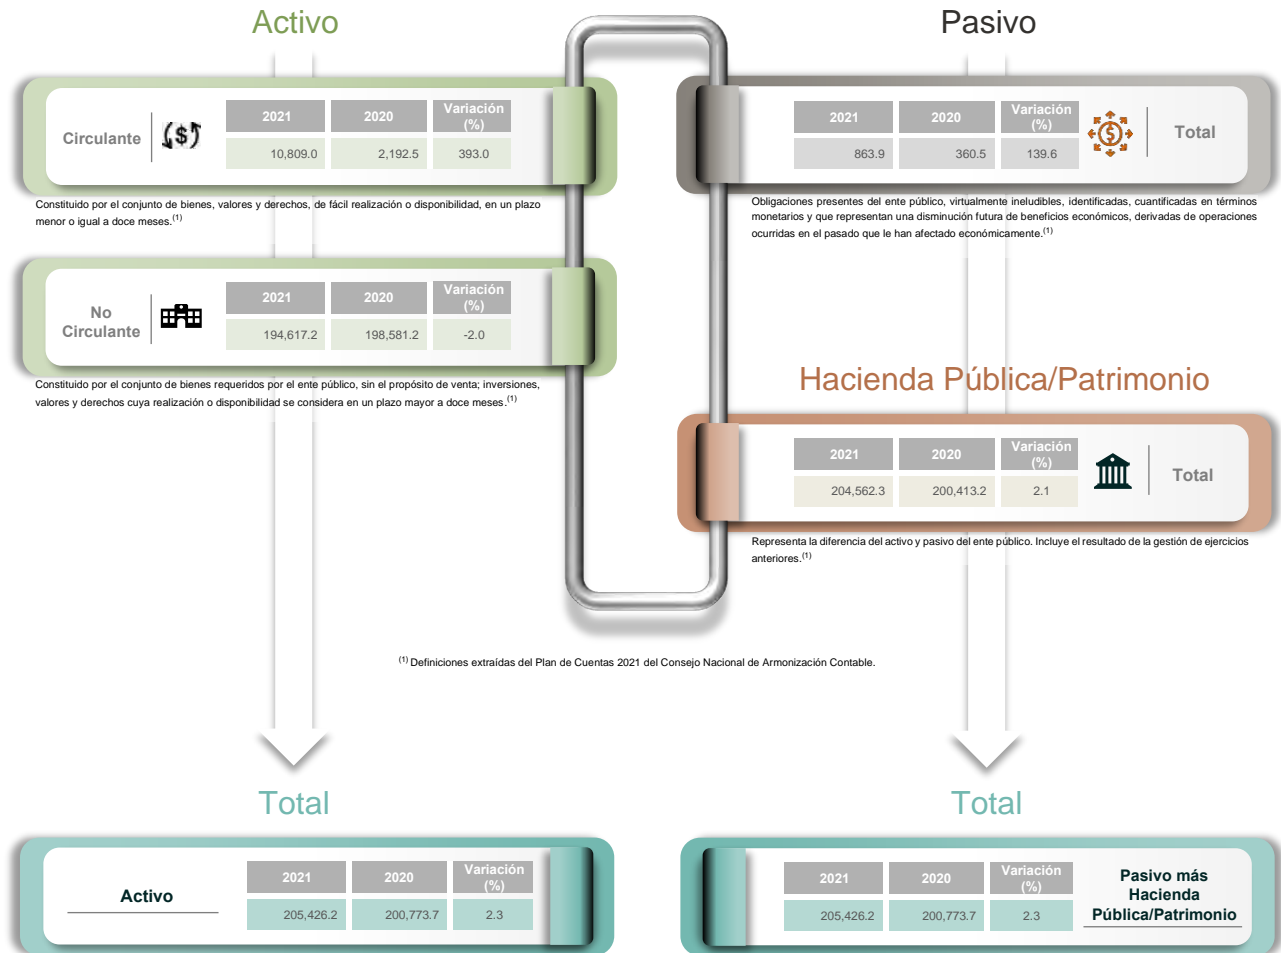 Activo
Circulante
2021 2020 Variación (%)
10,809.0 2,192.5 393.0
Constituido por el conjunto de bienes, valores y derechos, de fácil realización o disponibilidad, en un plazo
menor o igual a doce meses.(1)
No
Circulante
2021 2020 Variación (%)
194,617.2 198,581.2 -2.0
Constituido por el conjunto de bienes requeridos por el ente público, sin el propósito de venta; inversiones,
valores y derechos cuya realización o disponibilidad se considera en un plazo mayor a doce meses.(1)
Pasivo
2021 2020 Variación (%)
863.9 360.5 139.6
Total
Obligaciones presentes del ente público, virtualmente ineludibles, identificadas, cuantificadas en términos
monetarios y que representan una disminución futura de beneficios económicos, derivadas de operaciones
ocurridas en el pasado que le han afectado económicamente.(1)
Hacienda Pública/Patrimonio
2021 2020 Variación (%)
204,562.3 200,413.2 2.1
Total
Representa la diferencia del activo y pasivo del ente público. Incluye el resultado de la gestión de ejercicios
anteriores.(1)
(1) Definiciones extraídas del Plan de Cuentas 2021 del Consejo Nacional de Armonización Contable.
Total
Activo
2021 2020 Variación (%)
205,426.2 200,773.7 2.3
Total
2021 2020 Variación (%)
205,426.2 200,773.7 2.3
Pasivo más
Hacienda
Pública/Patrimonio